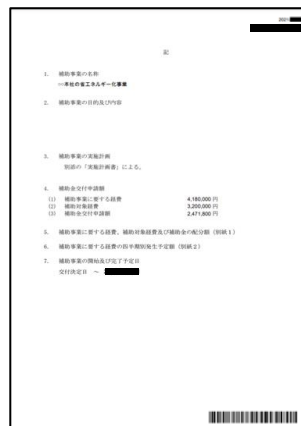 記
1. 補助事業の名称
本社の省エネルギー化事業
2. 補助事業の目的及び内容
3. 補助事業の実施計画
別添の「実施計画書」による。
4. 補助金交付申請額
(1) 補助事業に要する経費 4,180,000 円
(2) 補助対象経費 3,200,000 円
(3) 補助金交付申請額 2,471,800 円
5. 補助事業に要する経費、補助対象経費及び補助金の配分額（別紙１）
6. 補助事業に要する経費の四半期別発生予定額（別紙２）
7. 補助事業の開始及び完了予定日
交付決定日 ～